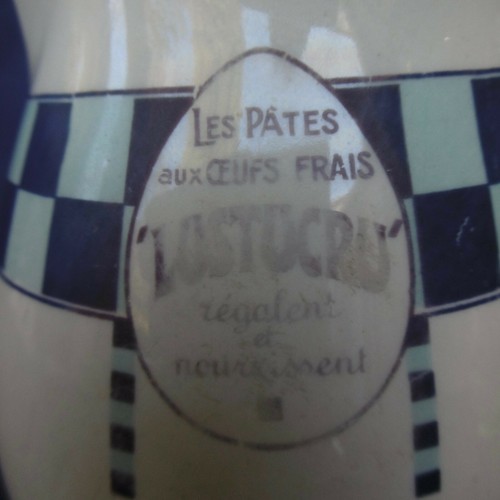 LES PÂTES
aux ŒUFS FRAIS
'LUSTUCRU'
régalent
et
nourrissent